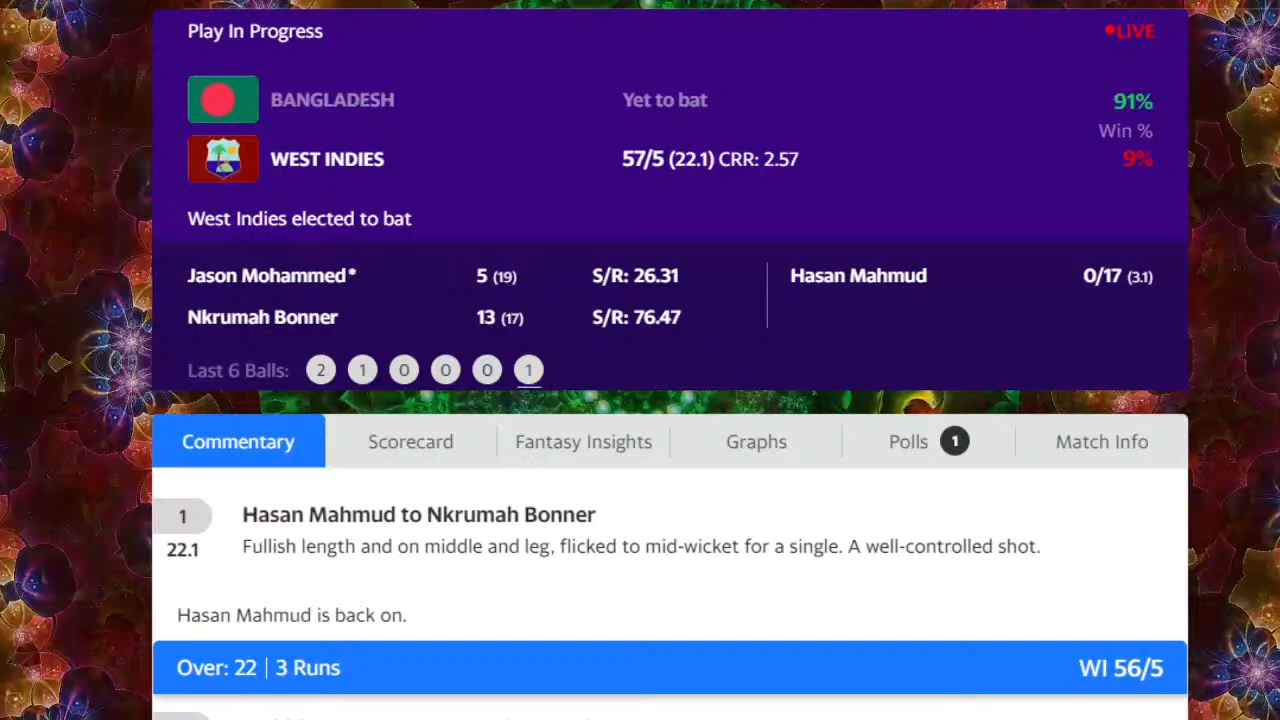 Play In Progress
LIVE
BANGLADESH
Yet to bat
91%
Win %
WEST INDIES
57/5 (22.1) CRR: 2.57
9%
West Indies elected to bat
Jason Mohammed* 5 (19) S/R: 26.31
Hasan Mahmud 0/17 (3.1)
Nkrumah Bonner 13 (17) S/R: 76.47
Last 6 Balls: 2 1 0 0 0 1
Commentary Scorecard Fantasy Insights Graphs Polls 1 Match Info
1 Hasan Mahmud to Nkrumah Bonner
22.1 Fullish length and on middle and leg, flicked to mid-wicket for a single. A well-controlled shot.
Hasan Mahmud is back on.
Over: 22 | 3 Runs WI 56/5